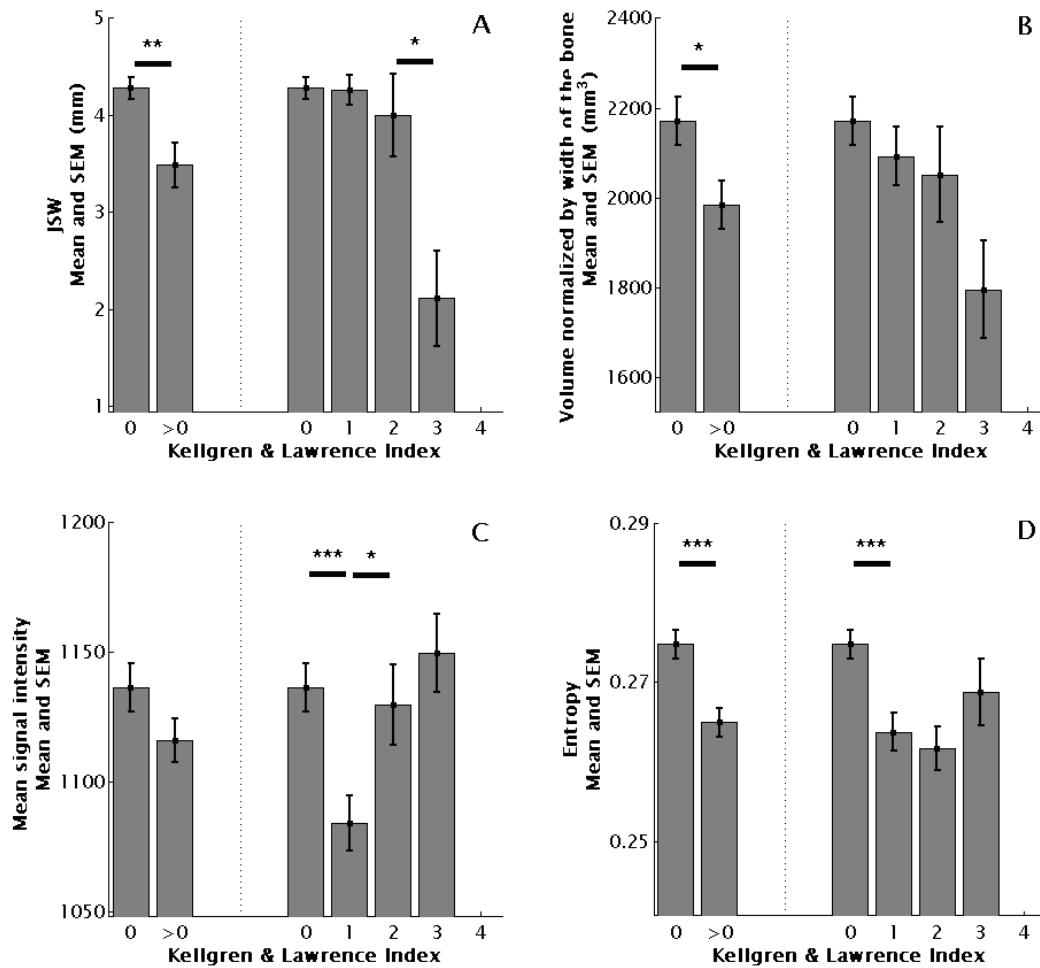 A
5
4
3
2
1
JSW
Mean and SEM (mm)
**
*
0 >0 0 1 2 3 4
Kellgren & Lawrence Index
B
2400
2200
2000
1800
1600
Volume normalized by width of the bone
Mean and SEM (mm³)
*
0 >0 0 1 2 3 4
Kellgren & Lawrence Index
C
1200
1150
1100
1050
Mean signal intensity
Mean and SEM
***
*
0 >0 0 1 2 3 4
Kellgren & Lawrence Index
D
0.29
0.27
0.25
Entropy
Mean and SEM
***
***
0 >0 0 1 2 3 4
Kellgren & Lawrence Index